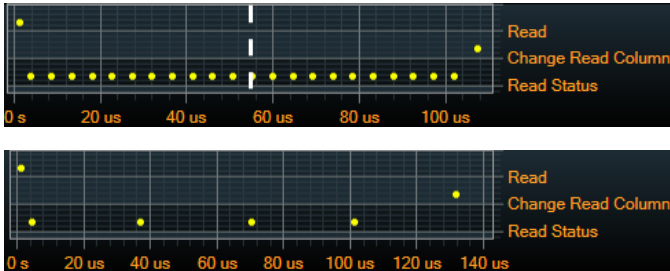 Read
Change Read Column
Read Status
0 s 20 us 40 us 60 us 80 us 100 us
Read
Change Read Column
Read Status
0 s 20 us 40 us 60 us 80 us 100 us 120 us 140 us